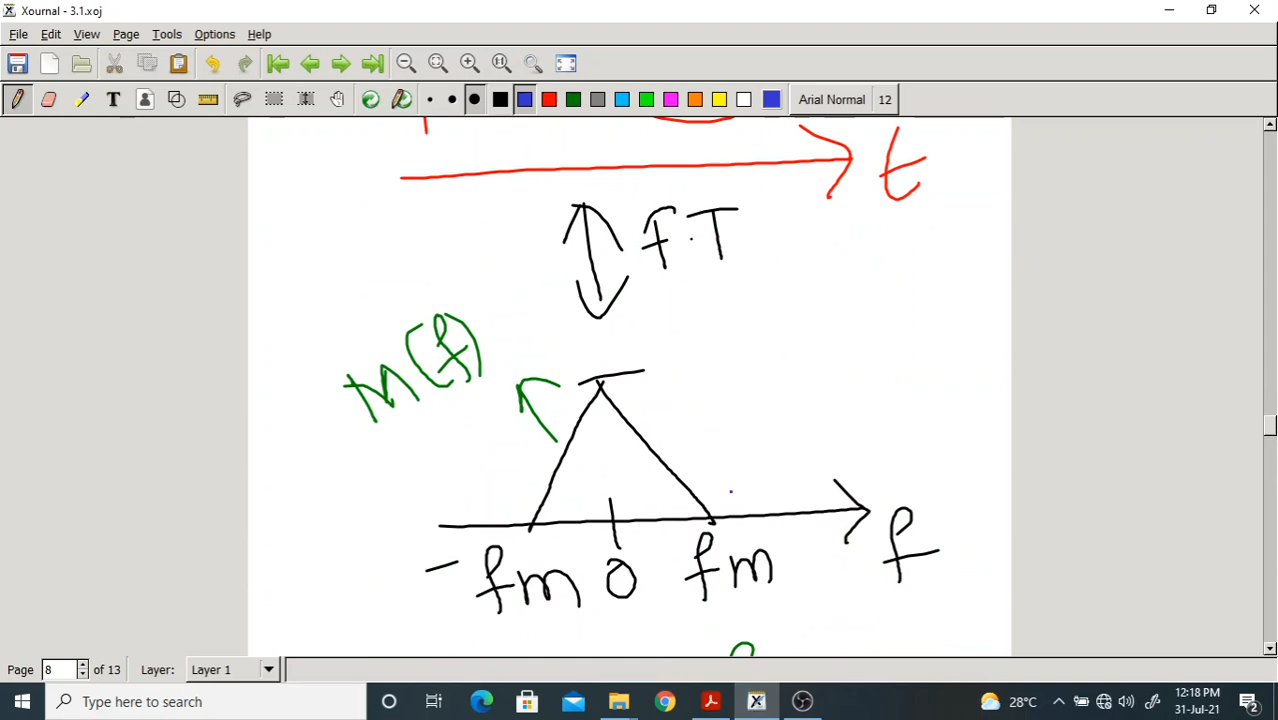 Xournal - 3.1.xoj
File Edit View Page Tools Options Help
T Arial Normal 12
t
f.T
M(f)
-fm 0 fm f
Page 8 of 13 Layer: Layer 1
Type here to search
28°C
12:18 PM
31-Jul-21
2